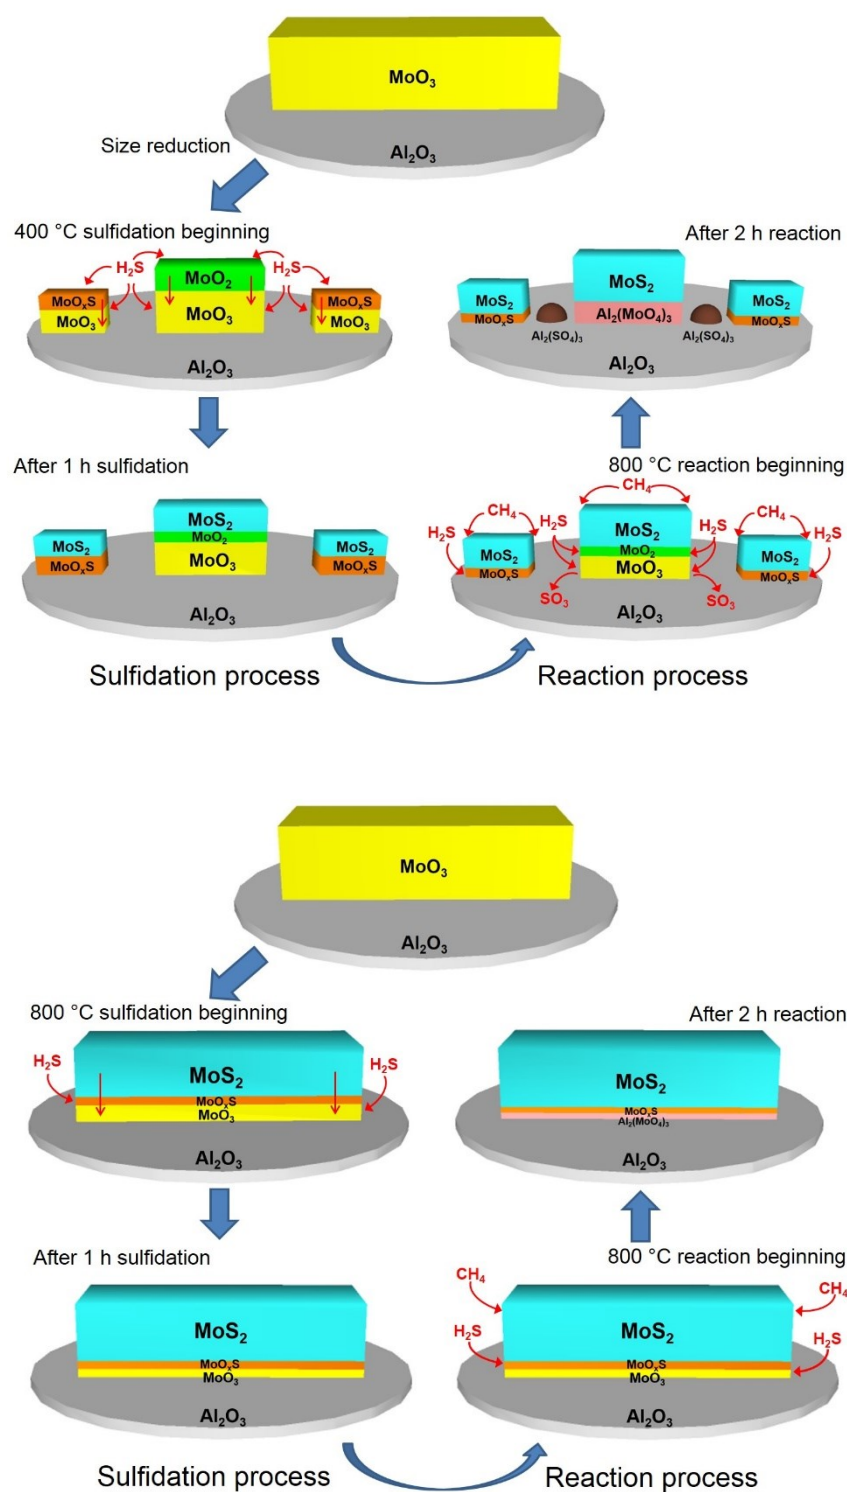 MoO₃
Al₂O₃
Size reduction
400 °C sulfidation beginning
H₂S
MoO₂
H₂S
MoOₓS
MoO₃
MoO₃
MoOₓS
MoO₃
Al₂O₃
After 1 h sulfidation
MoS₂
MoO₂
MoO₃
MoS₂
MoOₓS
MoS₂
MoOₓS
Al₂O₃
Sulfidation process
After 2 h reaction
MoS₂
MoS₂
MoOₓS
Al₂(MoO₄)₃
MoS₂
MoOₓS
Al₂(SO₄)₃
Al₂(SO₄)₃
Al₂O₃
800 °C reaction beginning
CH₄
CH₄
CH₄
H₂S
H₂S
H₂S
H₂S
MoS₂
MoS₂
MoS₂
MoO₂
MoO₃
MoOₓS
MoOₓS
SO₃
SO₃
Al₂O₃
Reaction process
MoO₃
Al₂O₃
800 °C sulfidation beginning
H₂S
H₂S
MoS₂
MoOₓS
MoO₃
Al₂O₃
After 1 h sulfidation
MoS₂
MoOₓS
MoO₃
Al₂O₃
Sulfidation process
After 2 h reaction
MoS₂
MoOₓS
Al₂(MoO₄)₃
Al₂O₃
800 °C reaction beginning
CH₄
CH₄
H₂S
H₂S
MoS₂
MoOₓS
MoO₃
Al₂O₃
Reaction process